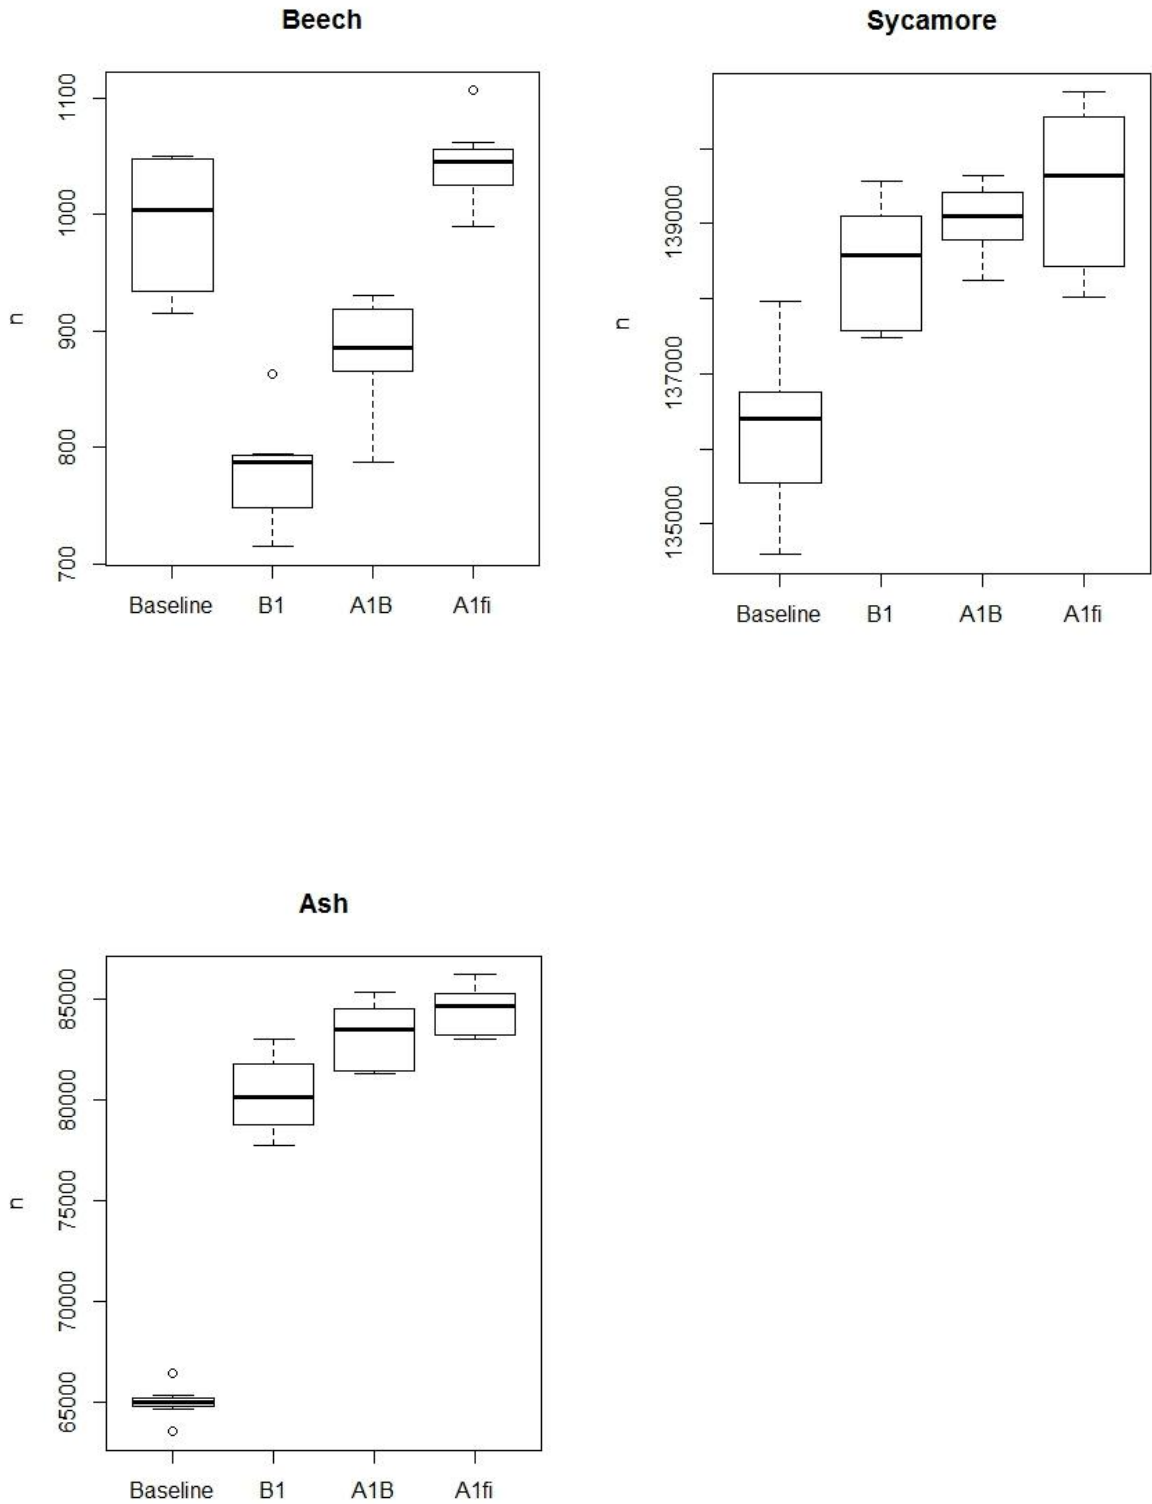 Beech
1100
1000
900
800
700
n
Baseline B1 A1B A1fi
Sycamore
139000
137000
135000
n
Baseline B1 A1B A1fi
Ash
85000
80000
75000
70000
65000
n
Baseline B1 A1B A1fi